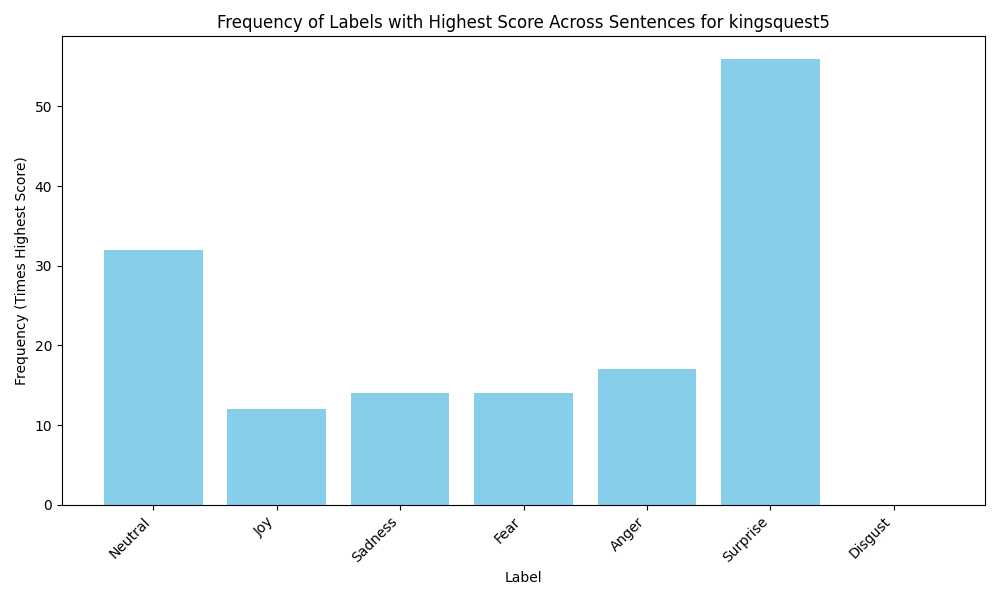 Frequency of Labels with Highest Score Across Sentences for kingsquest5
Frequency (Times Highest Score)
50
40
30
20
10
0
Neutral
Joy
Sadness
Fear
Anger
Surprise
Disgust
Label